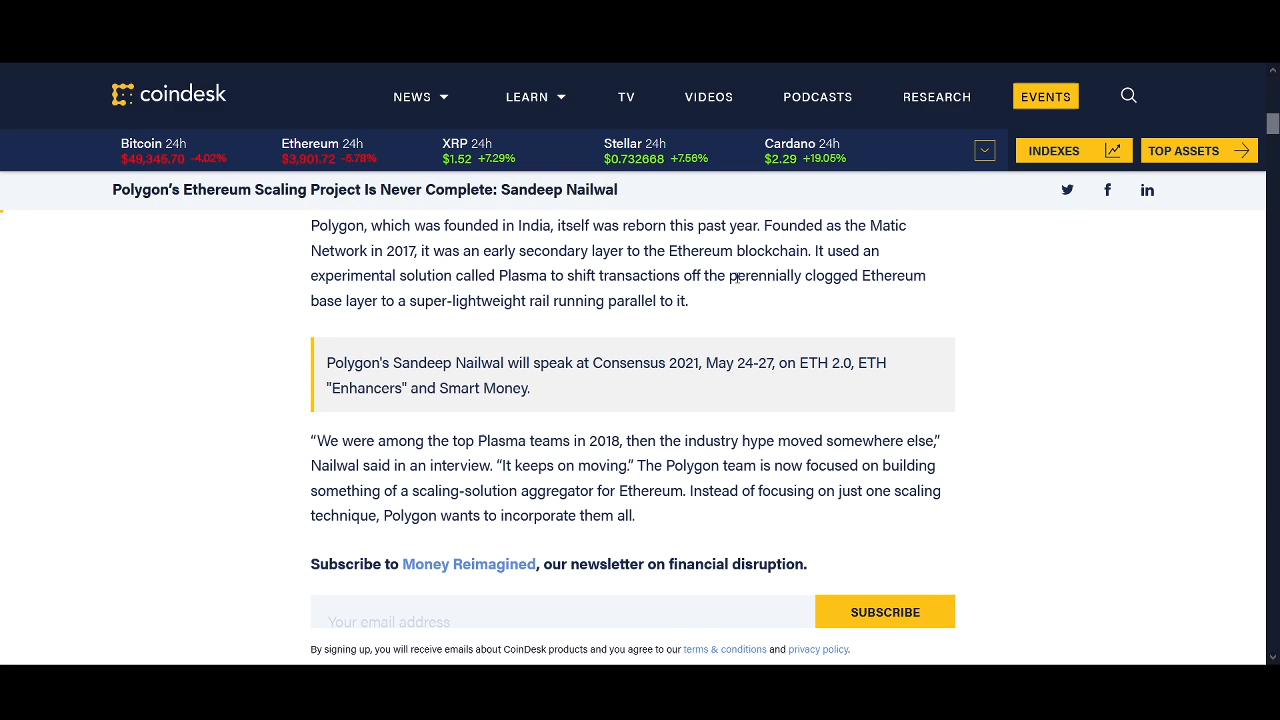 coindesk
NEWS LEARN TV VIDEOS PODCASTS RESEARCH EVENTS
Bitcoin 24h Ethereum 24h XRP 24h Stellar 24h Cardano 24h
$49,345.70 -4.02% $3,901.72 -5.78% $1.52 +7.29% $0.732668 +7.56% $2.29 +19.05% INDEXES TOP ASSETS
Polygon’s Ethereum Scaling Project Is Never Complete: Sandeep Nailwal
Polygon, which was founded in India, itself was reborn this past year. Founded as the Matic
Network in 2017, it was an early secondary layer to the Ethereum blockchain. It used an
experimental solution called Plasma to shift transactions off the perennially clogged Ethereum
base layer to a super-lightweight rail running parallel to it.
Polygon's Sandeep Nailwal will speak at Consensus 2021, May 24-27, on ETH 2.0, ETH
"Enhancers" and Smart Money.
“We were among the top Plasma teams in 2018, then the industry hype moved somewhere else,”
Nailwal said in an interview. “It keeps on moving.” The Polygon team is now focused on building
something of a scaling-solution aggregator for Ethereum. Instead of focusing on just one scaling
technique, Polygon wants to incorporate them all.
Subscribe to Money Reimagined, our newsletter on financial disruption.
Your email address SUBSCRIBE
By signing up, you will receive emails about CoinDesk products and you agree to our terms & conditions and privacy policy.